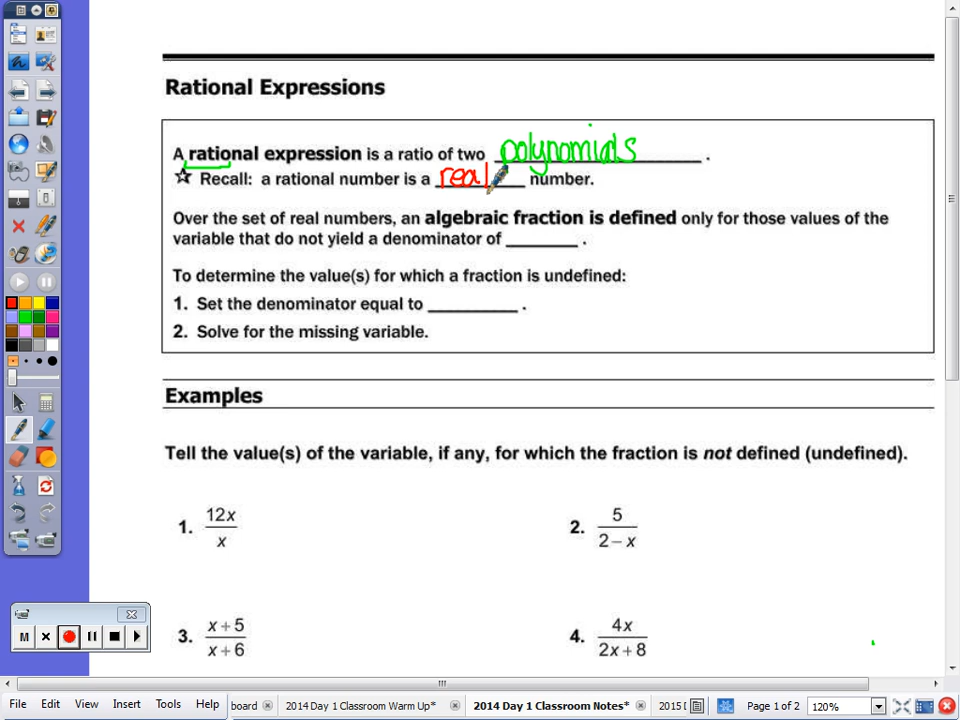 Rational Expressions
A rational expression is a ratio of two polynomials .
☆ Recall: a rational number is a real number.
Over the set of real numbers, an algebraic fraction is defined only for those values of the
variable that do not yield a denominator of ________ .
To determine the value(s) for which a fraction is undefined:
1. Set the denominator equal to __________ .
2. Solve for the missing variable.
Examples
Tell the value(s) of the variable, if any, for which the fraction is not defined (undefined).
1. 12x / x
2. 5 / 2 – x
3. x + 5 / x + 6
4. 4x / 2x + 8
M
File Edit View Insert Tools Help board 2014 Day 1 Classroom Warm Up* 2014 Day 1 Classroom Notes* 2015 D Page 1 of 2 120%